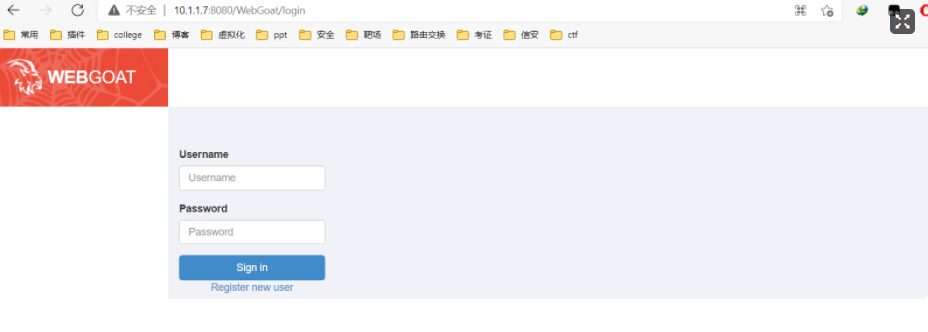 不安全 | 10.1.1.7:8080/WebGoat/login
常用 插件 college 博客 虚拟化 ppt 安全 靶场 路由交换 考证 信安 ctf
WEBGOAT
Username
Username
Password
Password
Sign in
Register new user